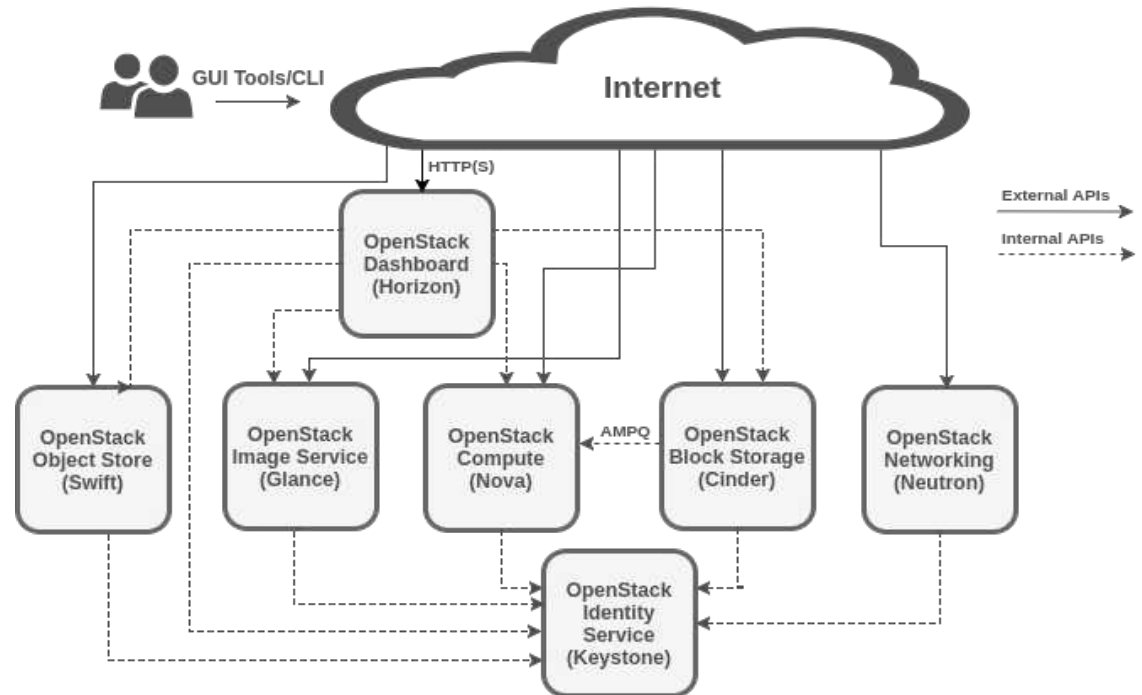 GUI Tools/CLI
Internet
HTTP(S)
External APIs
Internal APIs
OpenStack
Dashboard
(Horizon)
OpenStack
Object Store
(Swift)
OpenStack
Image Service
(Glance)
OpenStack
Compute
(Nova)
AMPQ
OpenStack
Block Storage
(Cinder)
OpenStack
Networking
(Neutron)
OpenStack
Identity
Service
(Keystone)